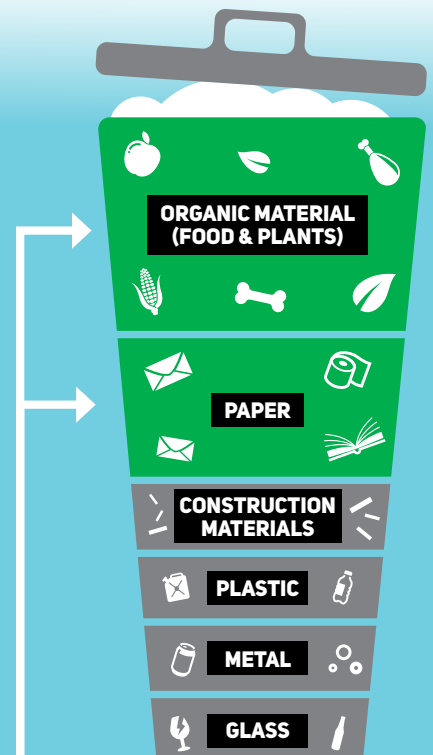 ORGANIC MATERIAL
(FOOD & PLANTS)
PAPER
CONSTRUCTION
MATERIALS
PLASTIC
METAL
GLASS